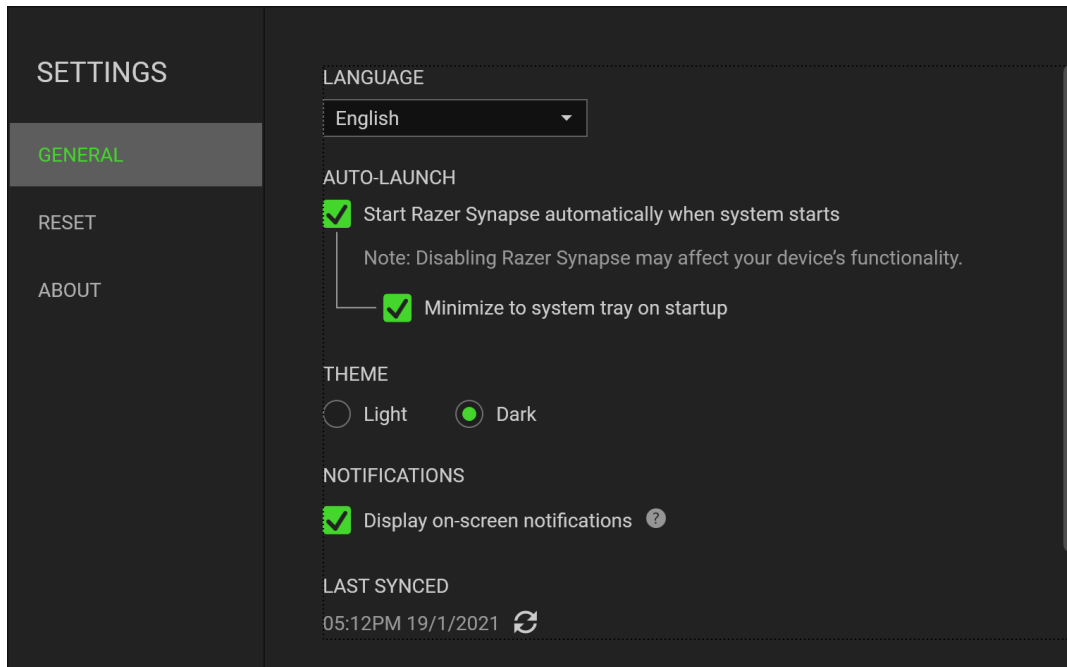 SETTINGS
GENERAL
RESET
ABOUT
LANGUAGE
English
AUTO-LAUNCH
Start Razer Synapse automatically when system starts
Note: Disabling Razer Synapse may affect your device’s functionality.
Minimize to system tray on startup
THEME
Light Dark
NOTIFICATIONS
Display on-screen notifications ?
LAST SYNCED
05:12PM 19/1/2021